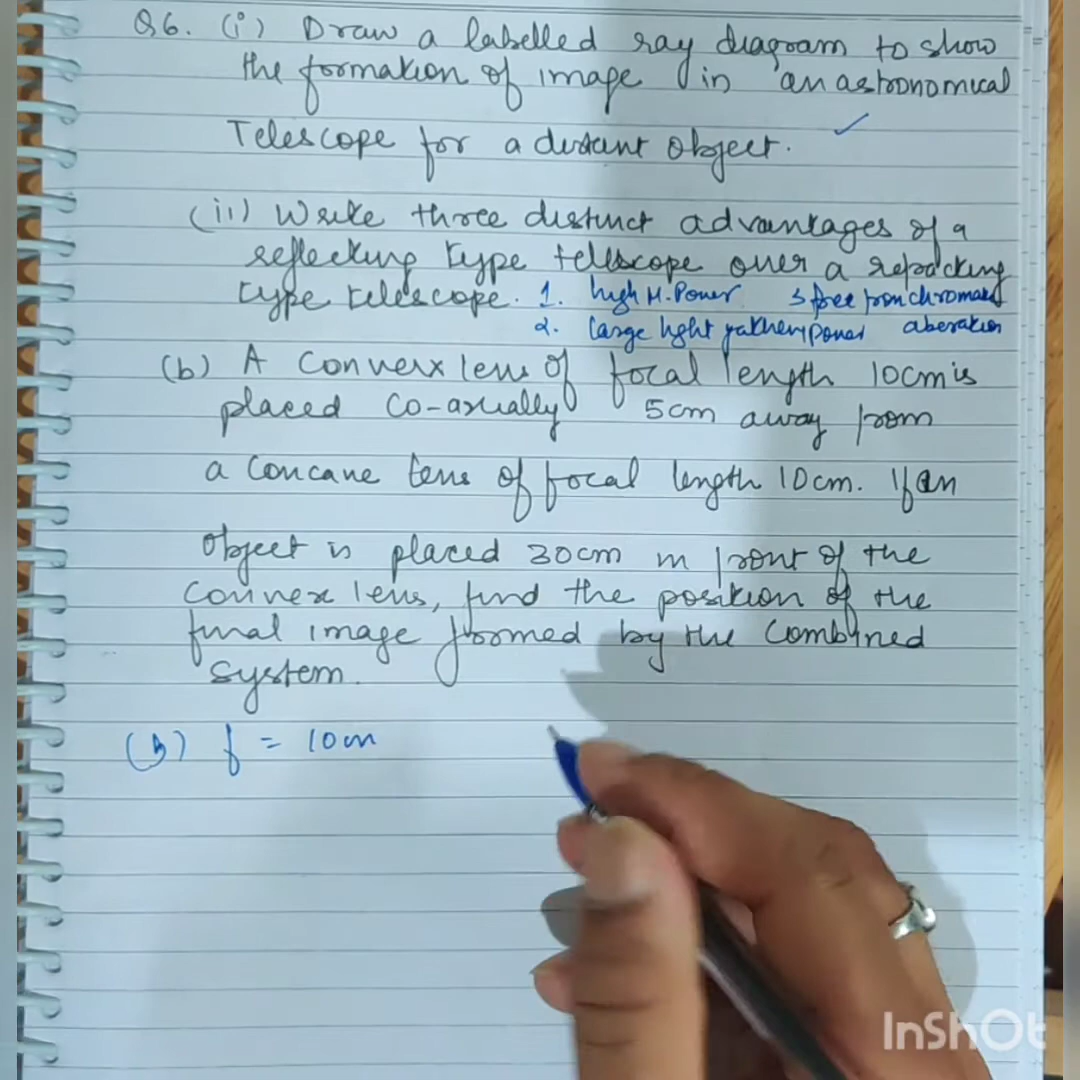 Q6. (i) Draw a labelled ray diagram to show
the formation of image in an astronomical
Telescope for a distant object.
(ii) Write three distinct advantages of a
reflecting type telescope over a refracting
type telescope. 1. high M. Power 3 free from chromatic
2. Large light gathering power aberation
(b) A Convex lens of focal length 10cm is
placed co-axially 5cm away from
a concave lens of focal length 10cm. If an
object is placed 30cm in front of the
convex lens, find the position of the
final image formed by the combined
system.
(b) f = 10cm
InShOt